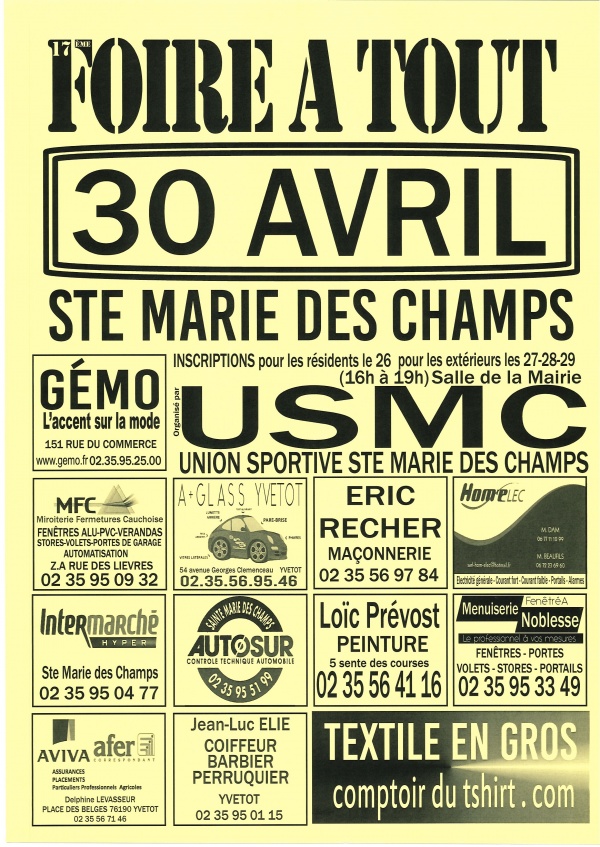 17ÈME
FOIRE A TOUT
30 AVRIL
STE MARIE DES CHAMPS
INSCRIPTIONS pour les résidents le 26 pour les extérieurs les 27-28-29
(16h à 19h) Salle de la Mairie
Organisé par
USMC
UNION SPORTIVE STE MARIE DES CHAMPS
GÉMO
L'accent sur la mode
151 RUE DU COMMERCE
www.gemo.fr 02.35.95.25.00
MFC
Miroiterie Fermetures Cauchoise
FENÊTRES ALU-PVC-VERANDAS
STORES-VOLETS-PORTES DE GARAGE
AUTOMATISATION
Z.A RUE DES LIEVRES
02 35 95 09 32
A+GLASS YVETOT
PARE-BRISE
54 avenue Georges Clemenceau YVETOT
02.35.56.95.46
ERIC
RECHER
MAÇONNERIE
02 35 56 97 84
HomeELEC
M. DAM
M. BEAUFILS
Electricité générale - Courant fort - Courant faible - Portails - Alarmes
Intermarché
HYPER
Ste Marie des Champs
02 35 95 04 77
SAINTE MARIE DES CHAMPS
AUTOSUR
CONTROLE TECHNIQUE AUTOMOBILE
02 35 95 51 99
Loïc Prévost
PEINTURE
5 sente des courses
02 35 56 41 16
FenêtréA
Menuiserie
Noblesse
Le professionnel à vos mesures
FENÊTRES - PORTES
VOLETS - STORES - PORTAILS
02 35 95 33 49
AVIVA afer
CORRESPONDANT
ASSURANCES
PLACEMENTS
Particuliers Professionnels Agricoles
Delphine LEVASSEUR
PLACE DES BELGES 76190 YVETOT
02 35 56 71 46
Jean-Luc ELIE
COIFFEUR
BARBIER
PERRUQUIER
YVETOT
02 35 95 01 15
TEXTILE EN GROS
comptoir du tshirt . com